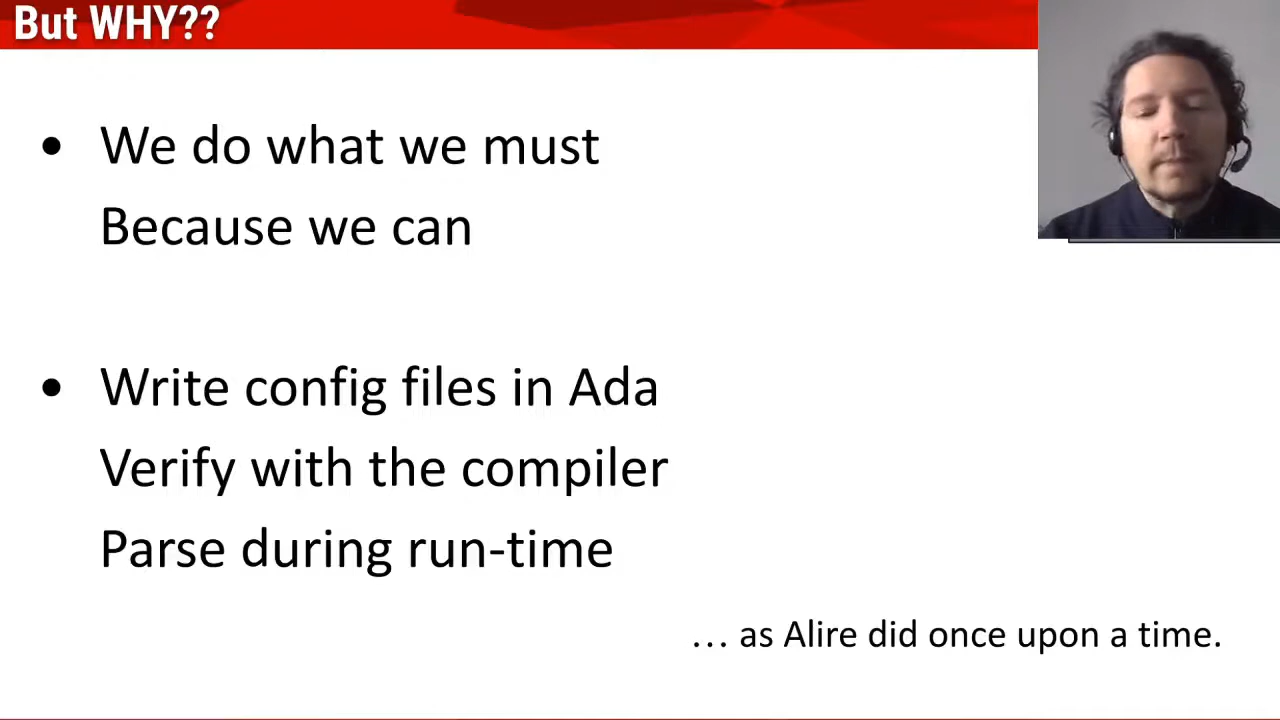 But WHY??
• We do what we must
Because we can
• Write config files in Ada
Verify with the compiler
Parse during run-time
… as Alire did once upon a time.